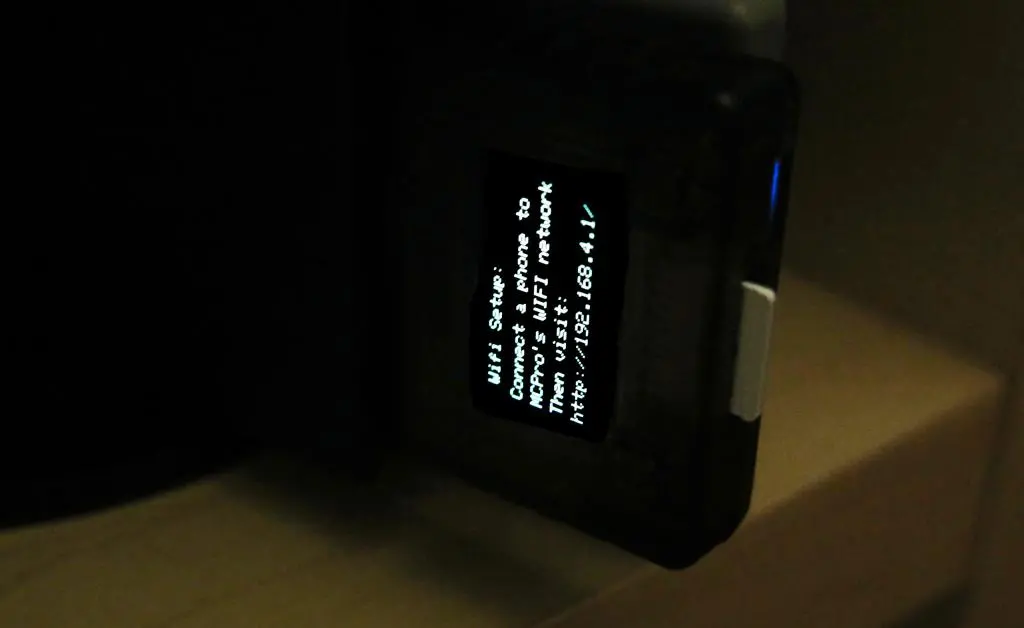 Wifi Setup:
Connect a phone to
MCPro's WIFI network
Then visit:
http://192.168.4.1/